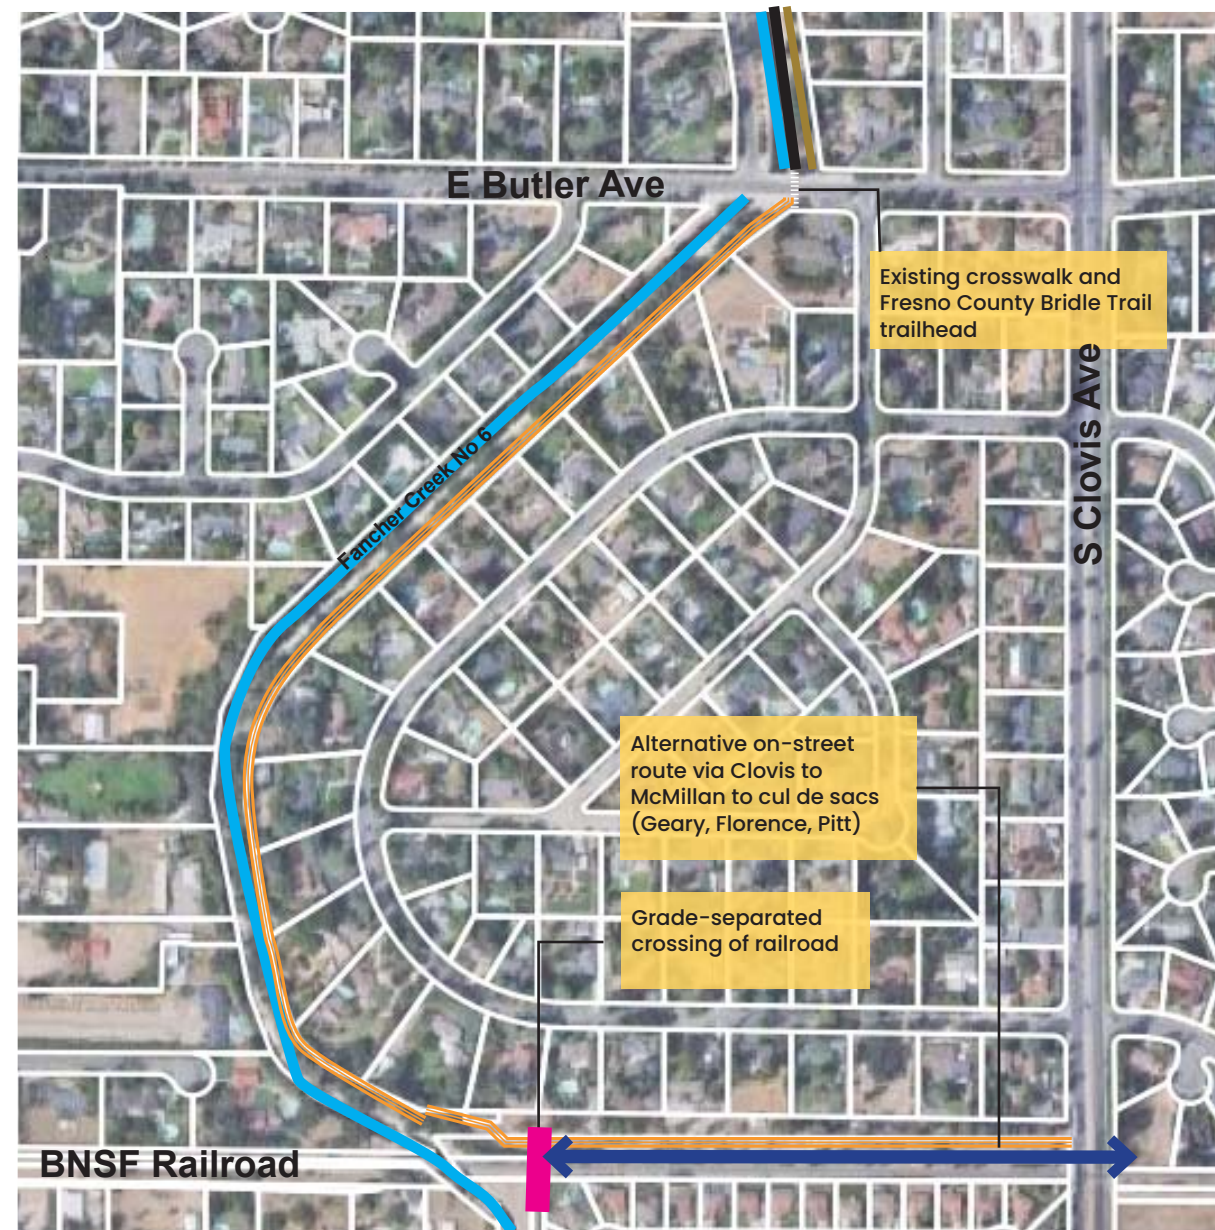 E Butler Ave
Existing crosswalk and
Fresno County Bridle Trail
trailhead
S Clovis Ave
Fancher Creek No 6
Alternative on-street
route via Clovis to
McMillan to cul de sacs
(Geary, Florence, Pitt)
Grade-separated
crossing of railroad
BNSF Railroad